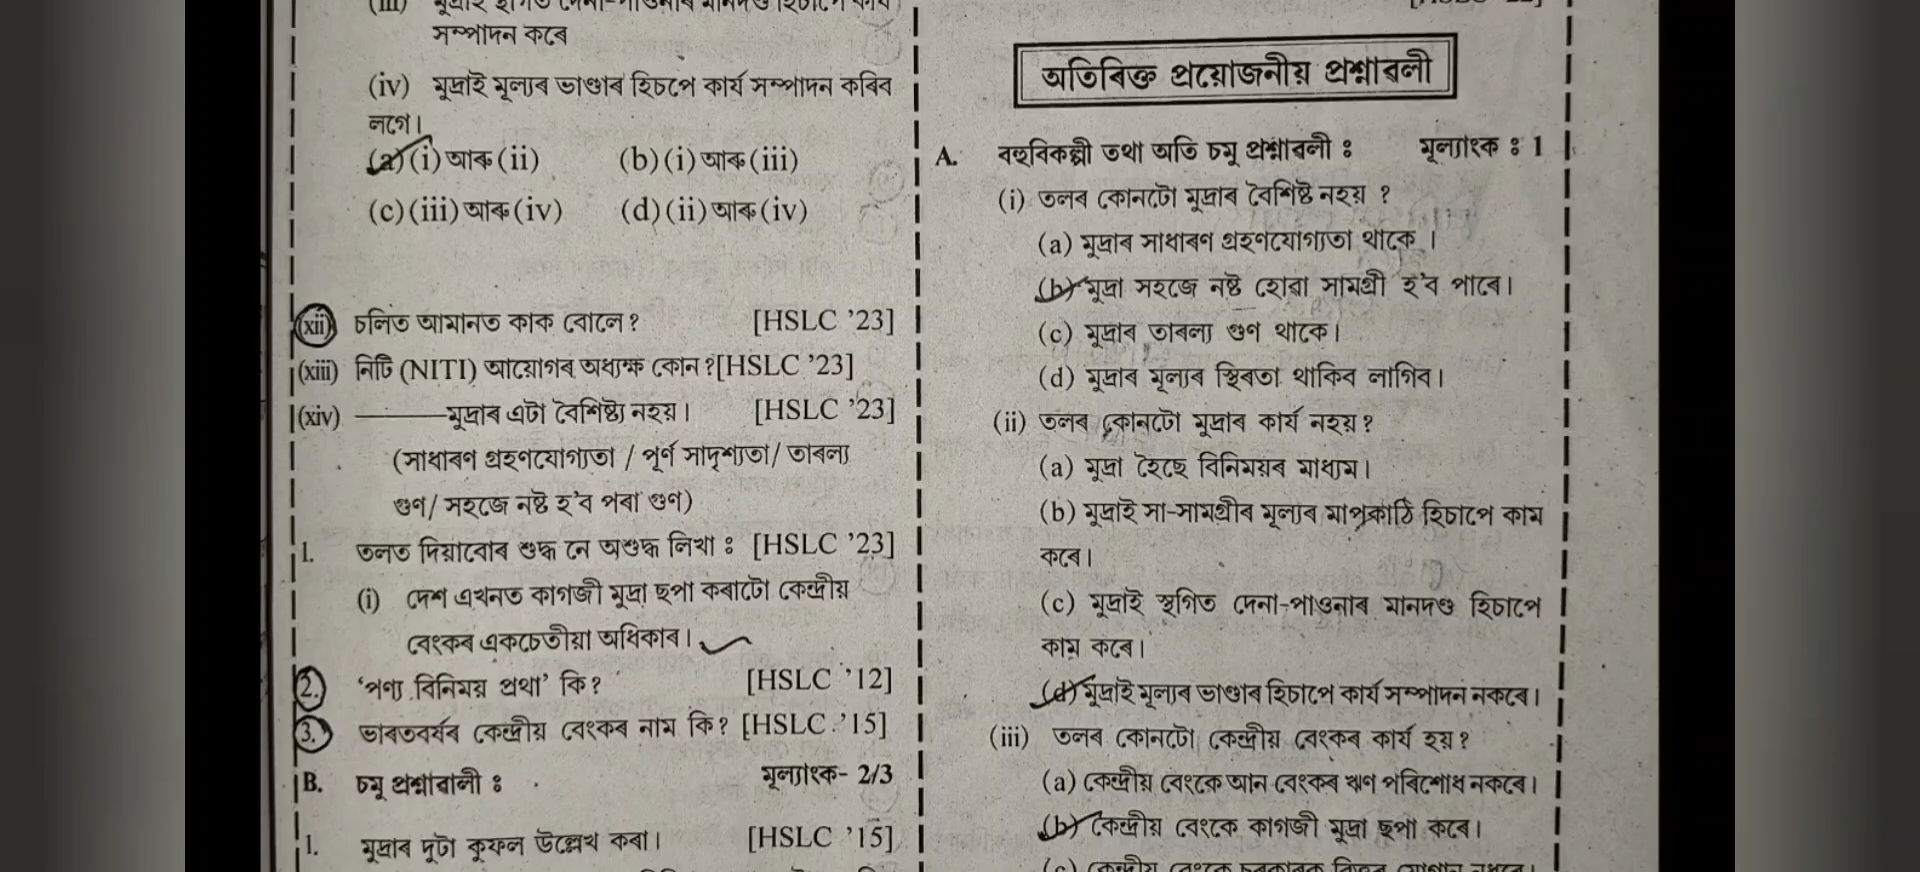 সম্পাদন কৰে
(iv) মুদ্ৰাই মূল্যৰ ভাণ্ডাৰ হিচপে কাৰ্য সম্পাদন কৰিব
লগে।
(a) (i) আৰু (ii) (b) (i) আৰু (iii)
(c) (iii) আৰু (iv) (d) (ii) আৰু (iv)
(xii) চলিত আমানত কাক বোলে? [HSLC ’23]
(xiii) নিটি (NITI) আয়োগৰ অধ্যক্ষ কোন? [HSLC ’23]
(xiv) ———— মুদ্ৰাৰ এটা বৈশিষ্ট্য নহয়। [HSLC ’23]
(সাধাৰণ গ্ৰহণযোগ্যতা / পূৰ্ণ সাদৃশ্যতা/ তাৰল্য
গুণ/ সহজে নষ্ট হ’ব পৰা গুণ)
1. তলত দিয়াবোৰ শুদ্ধ নে অশুদ্ধ লিখা ঃ [HSLC ’23]
(i) দেশ এখনত কাগজী মুদ্ৰা ছপা কৰাটো কেন্দ্ৰীয়
বেংকৰ একচেতীয়া অধিকাৰ।
2. ‘পণ্য বিনিময় প্ৰথা’ কি? [HSLC ’12]
3. ভাৰতবৰ্ষৰ কেন্দ্ৰীয় বেংকৰ নাম কি? [HSLC ’15]
B. চমু প্ৰশ্নাৱালী ঃ মূল্যাংক- 2/3
1. মুদ্ৰাৰ দুটা কুফল উল্লেখ কৰা। [HSLC ’15]
অতিৰিক্ত প্ৰয়োজনীয় প্ৰশ্নাৱলী
A. বহুবিকল্পী তথা অতি চমু প্ৰশ্নাৱলী ঃ মূল্যাংক ঃ 1
(i) তলৰ কোনটো মুদ্ৰাৰ বৈশিষ্ট নহয় ?
(a) মুদ্ৰাৰ সাধাৰণ গ্ৰহণযোগ্যতা থাকে ।
(b) মুদ্ৰা সহজে নষ্ট হোৱা সামগ্ৰী হ’ব পাৰে।
(c) মুদ্ৰাৰ তাৰল্য গুণ থাকে।
(d) মুদ্ৰাৰ মূল্যৰ স্থিৰতা থাকিব লাগিব।
(ii) তলৰ কোনটো মুদ্ৰাৰ কাৰ্য নহয়?
(a) মুদ্ৰা হৈছে বিনিময়ৰ মাধ্যম।
(b) মুদ্ৰাই সা-সামগ্ৰীৰ মূল্যৰ মাপকাঠি হিচাপে কাম
কৰে।
(c) মুদ্ৰাই স্থগিত দেনা-পাওনাৰ মানদণ্ড হিচাপে
কাম কৰে।
(d) মুদ্ৰাই মূল্যৰ ভাণ্ডাৰ হিচাপে কাৰ্য সম্পাদন নকৰে।
(iii) তলৰ কোনটো কেন্দ্ৰীয় বেংকৰ কাৰ্য হয়?
(a) কেন্দ্ৰীয় বেংকে আন বেংকৰ ঋণ পৰিশোধ নকৰে।
(b) কেন্দ্ৰীয় বেংকে কাগজী মুদ্ৰা ছপা কৰে।